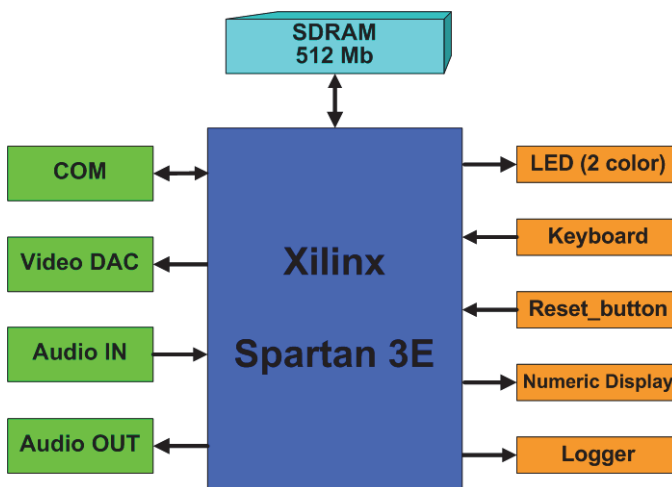 SDRAM
512 Mb
COM
Video DAC
Audio IN
Audio OUT
Xilinx
Spartan 3E
LED (2 color)
Keyboard
Reset_button
Numeric Display
Logger